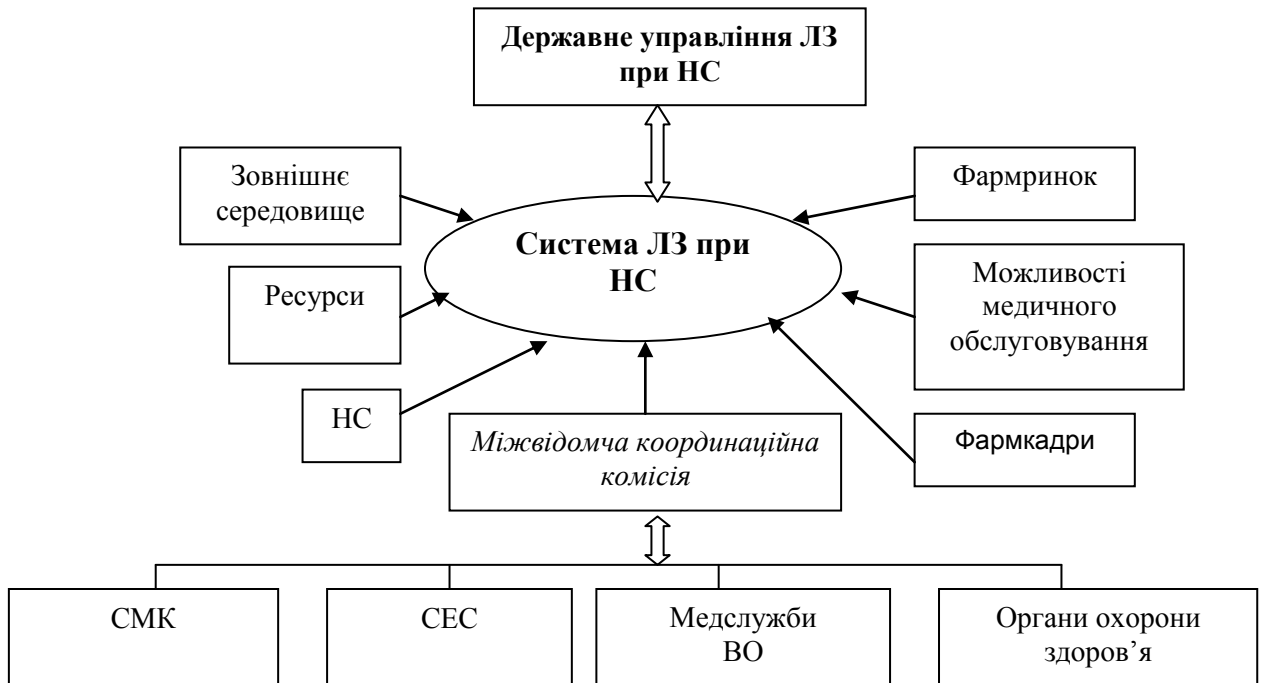 Державне управління ЛЗ
при НС
Зовнішнє
середовище
Фармринок
Система ЛЗ при
НС
Ресурси
Можливості
медичного
обслуговування
НС
Міжвідомча координаційна
комісія
Фармкадри
СМК
СЕС
Медслужби
ВО
Органи охорони
здоров’я